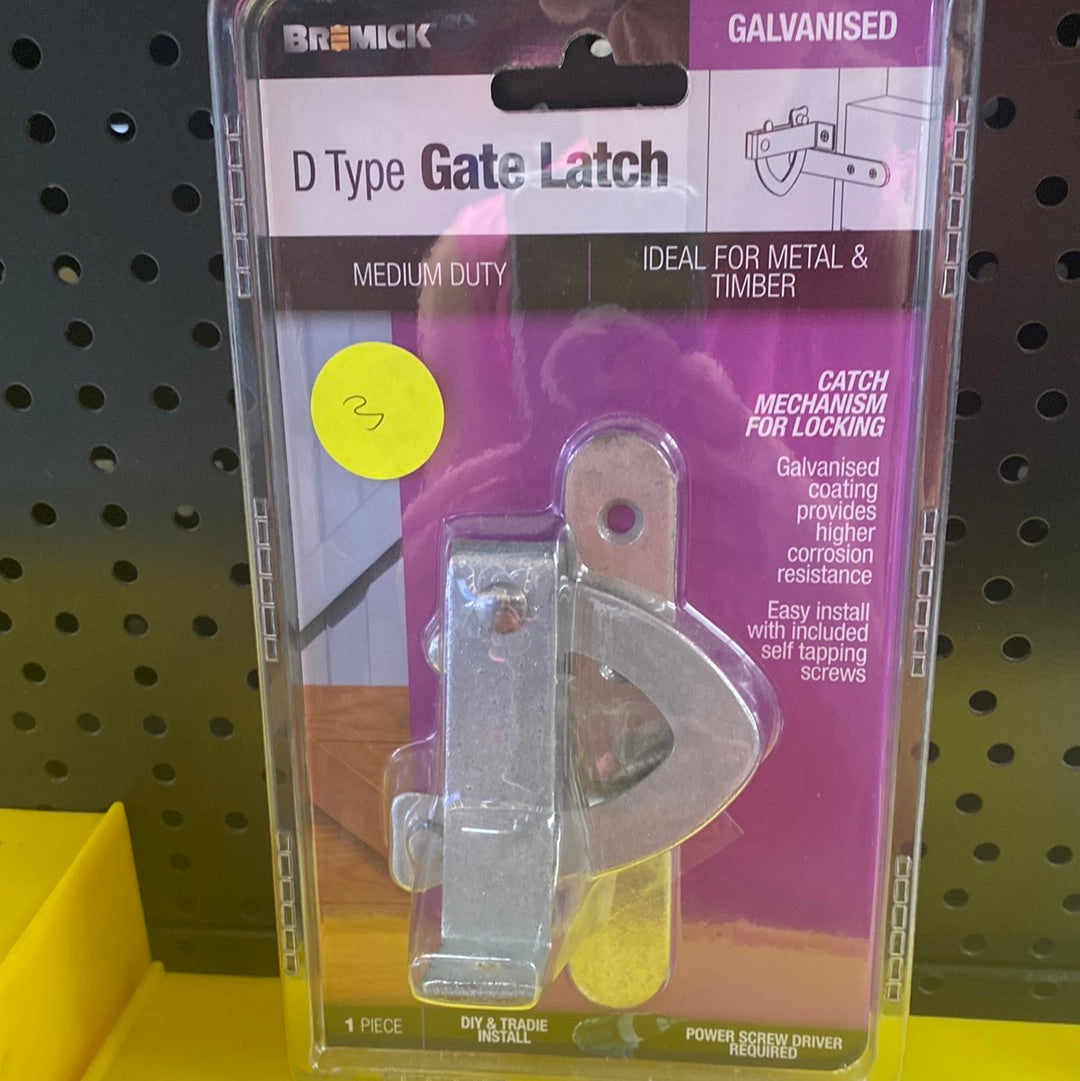 BREMICK
GALVANISED
D Type Gate Latch
MEDIUM DUTY
IDEAL FOR METAL &
TIMBER
3
CATCH
MECHANISM
FOR LOCKING
Galvanised
coating
provides
higher
corrosion
resistance
Easy install
with included
self tapping
screws
1 PIECE
DIY & TRADIE
INSTALL
POWER SCREW DRIVER
REQUIRED